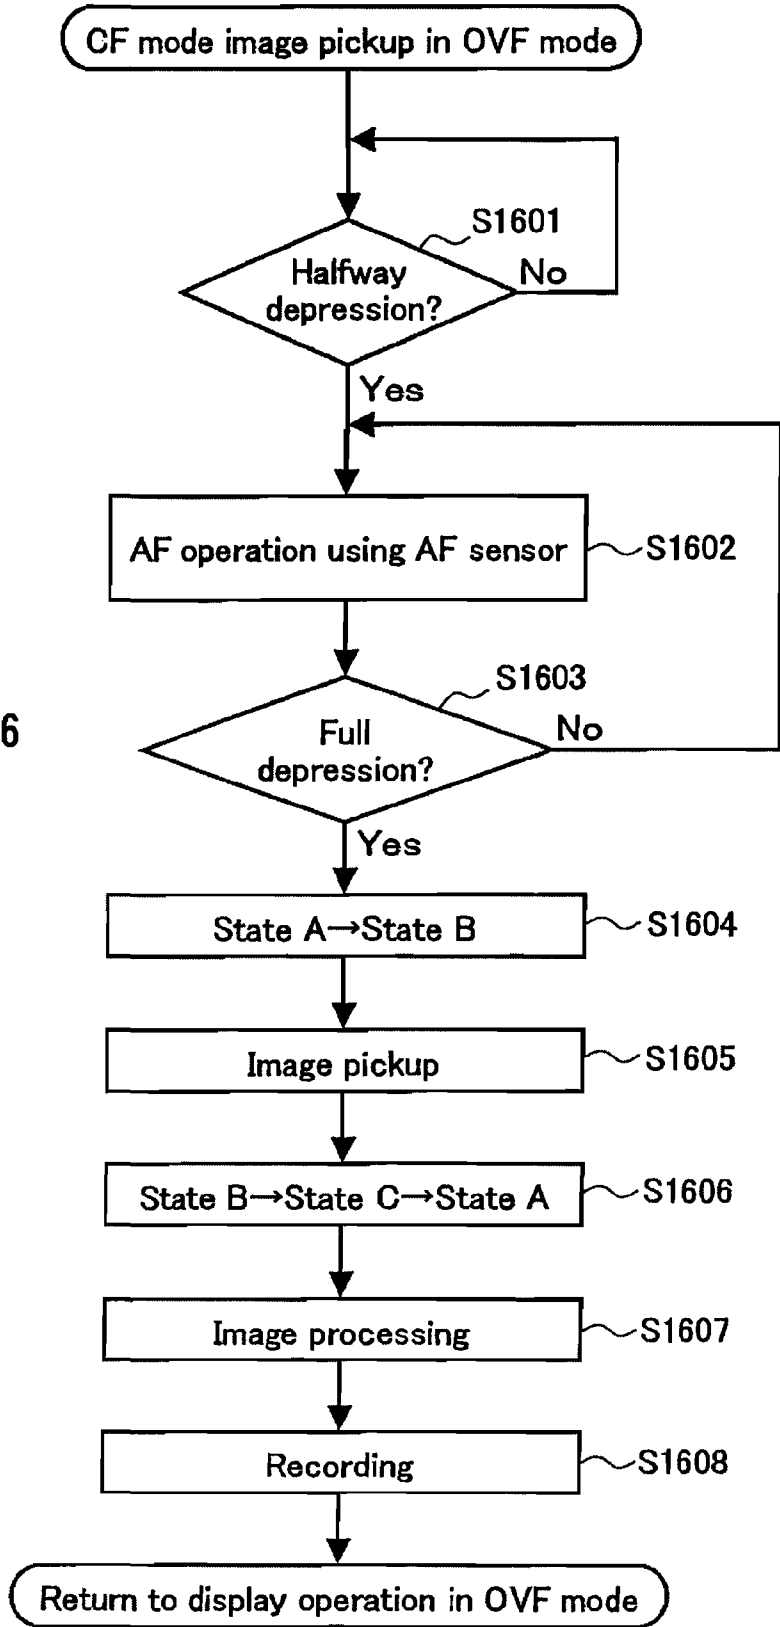 CF mode image pickup in OVF mode
S1601
Halfway
depression?
No
Yes
AF operation using AF sensor
S1602
S1603
6
Full
depression?
No
Yes
State A→State B
S1604
Image pickup
S1605
State B→State C→State A
S1606
Image processing
S1607
Recording
S1608
Return to display operation in OVF mode